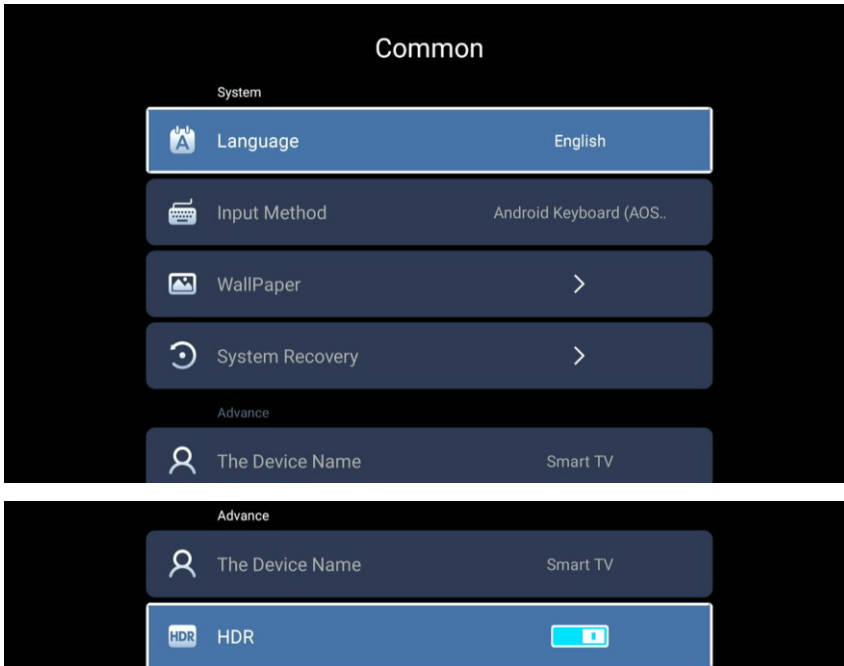 Common
System
A
Language English
Input Method Android Keyboard (AOS..
WallPaper
System Recovery
Advance
The Device Name Smart TV
Advance
The Device Name Smart TV
HDR HDR